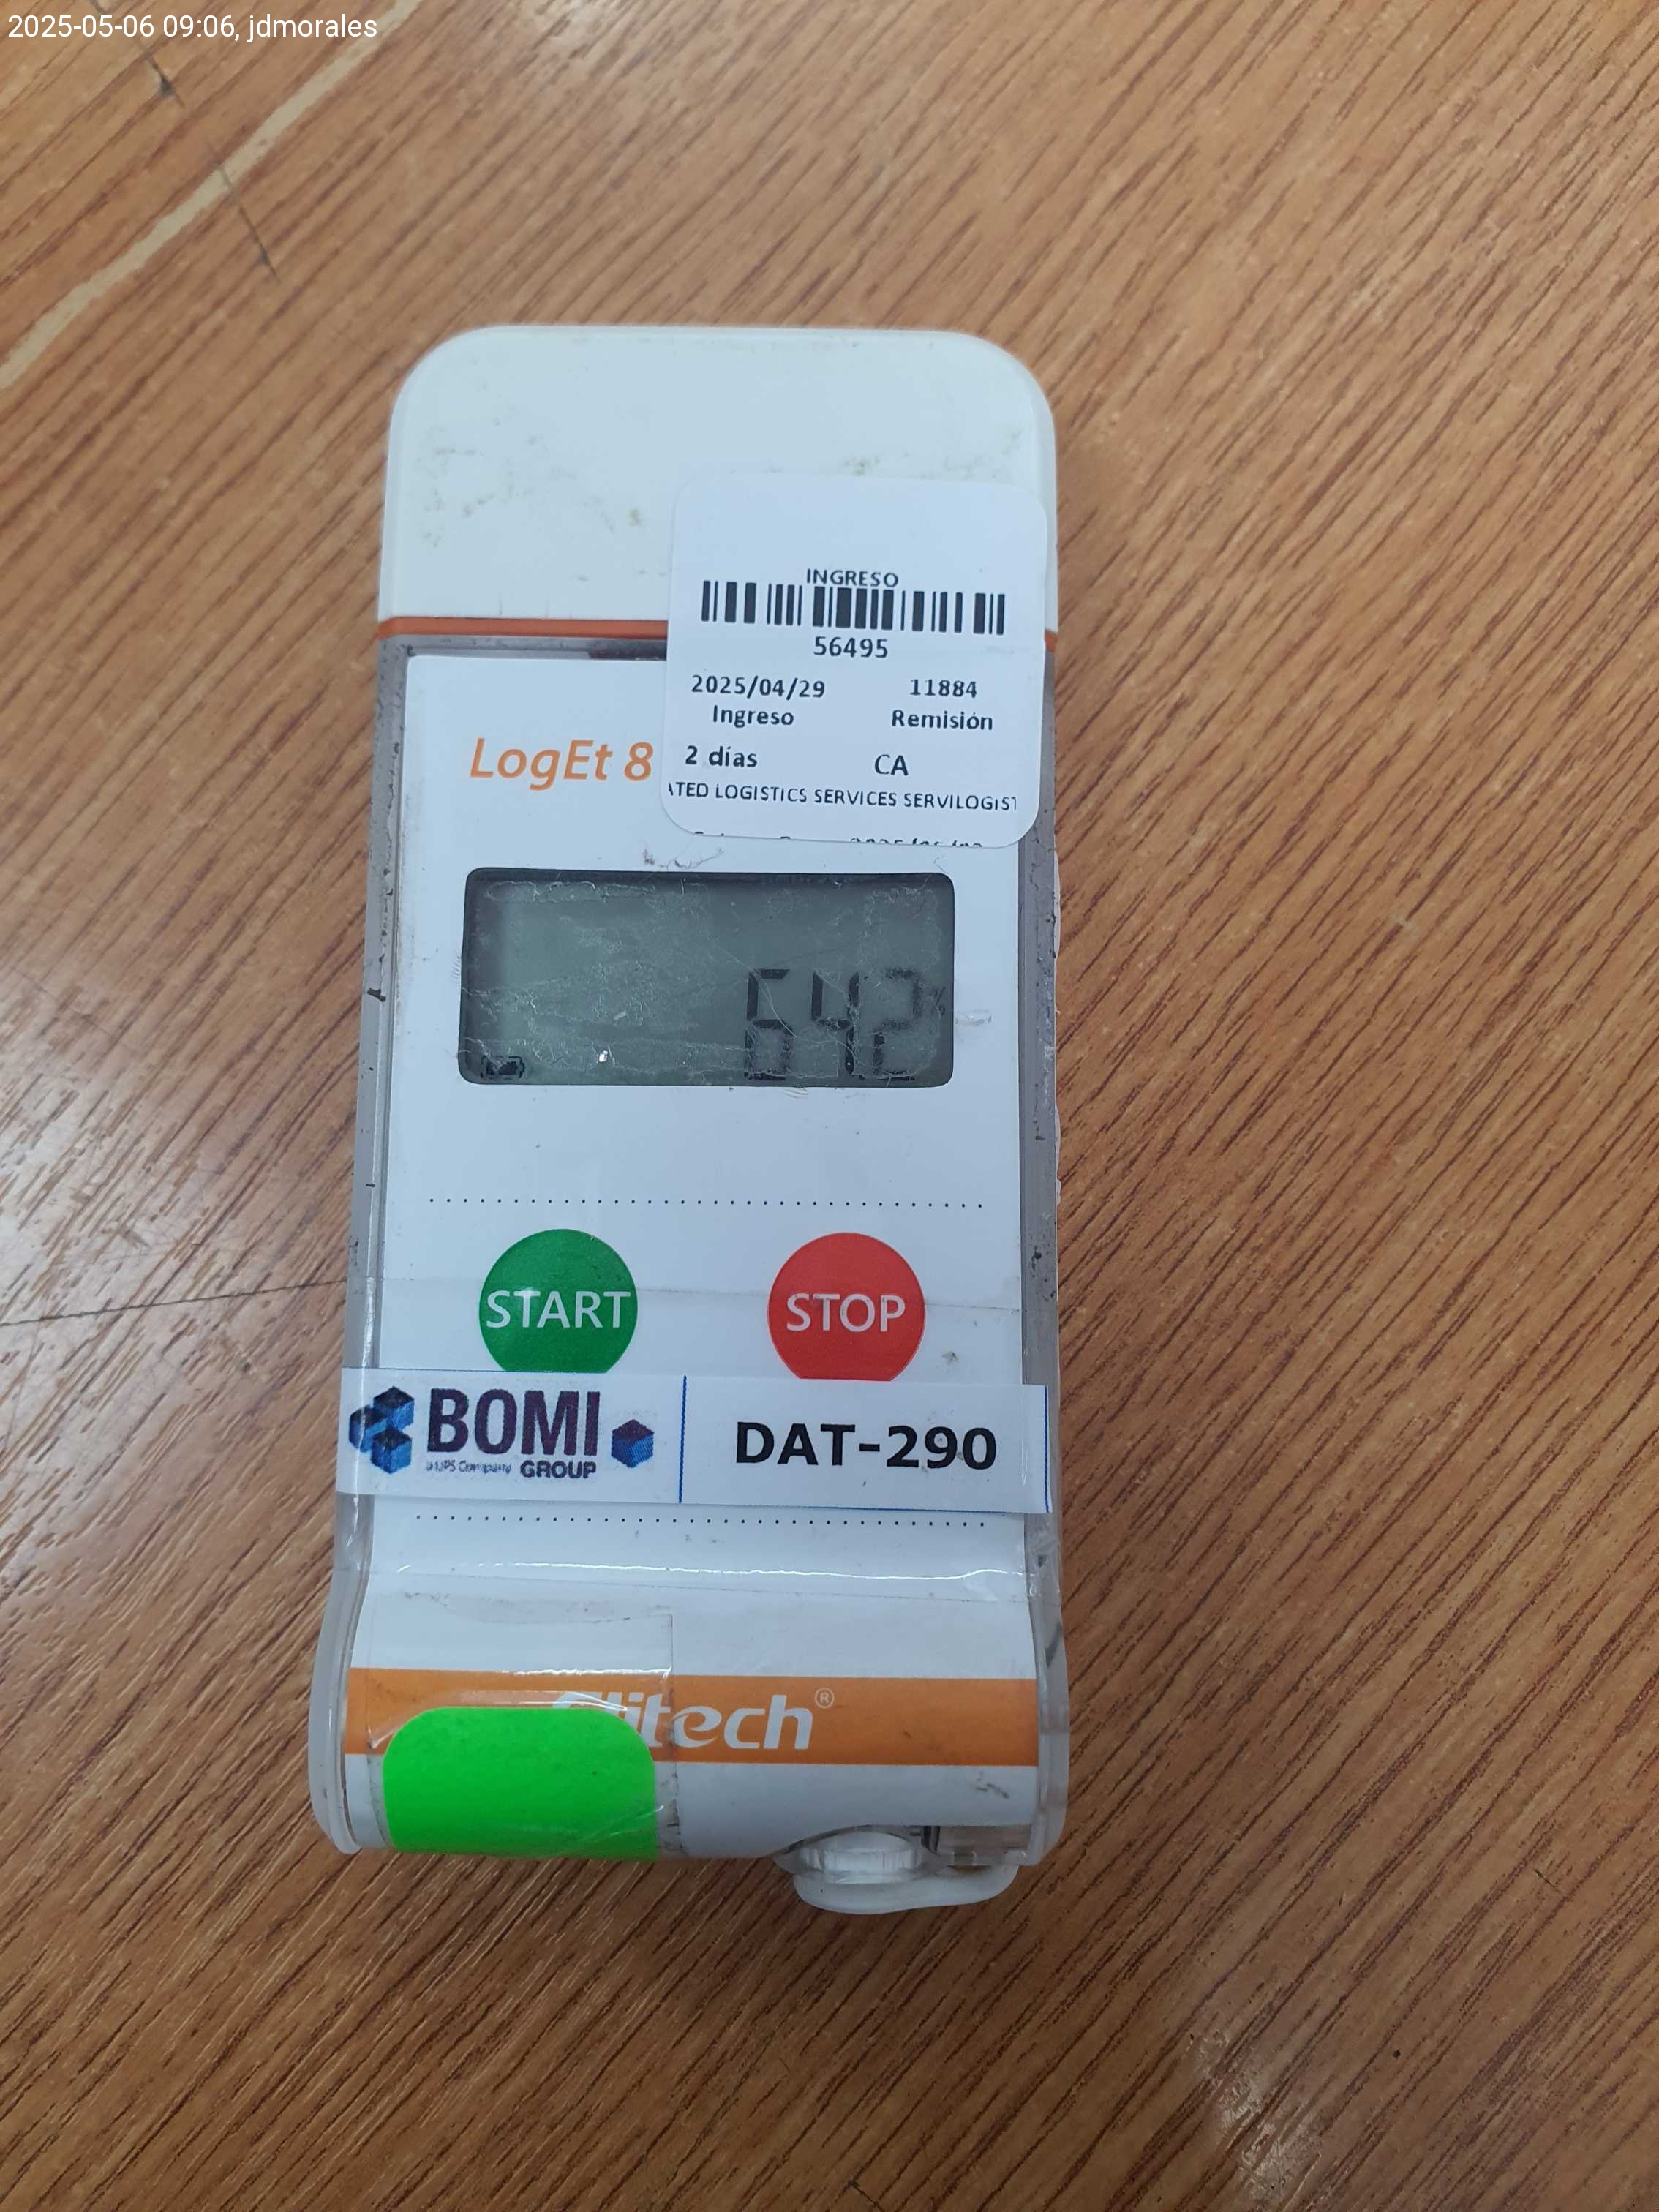 2025-05-06 09:06, jdmorales
INGRESO
56495
2025/04/29 11884
Ingreso Remisión
2 días CA
ATED LOGISTICS SERVICES SERVILOGIST
LogEt 8
642%
START STOP
BOMI
GROUP
DAT-290
Elitech®